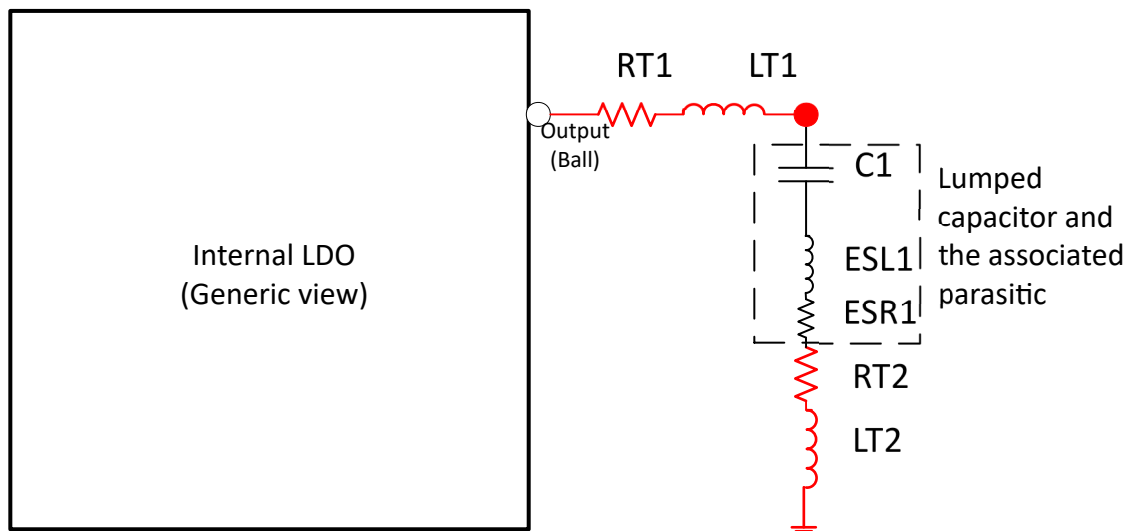 RT1
LT1
Output
(Ball)
C1
ESL1
ESR1
Lumped
capacitor and
the associated
parasitic
Internal LDO
(Generic view)
RT2
LT2